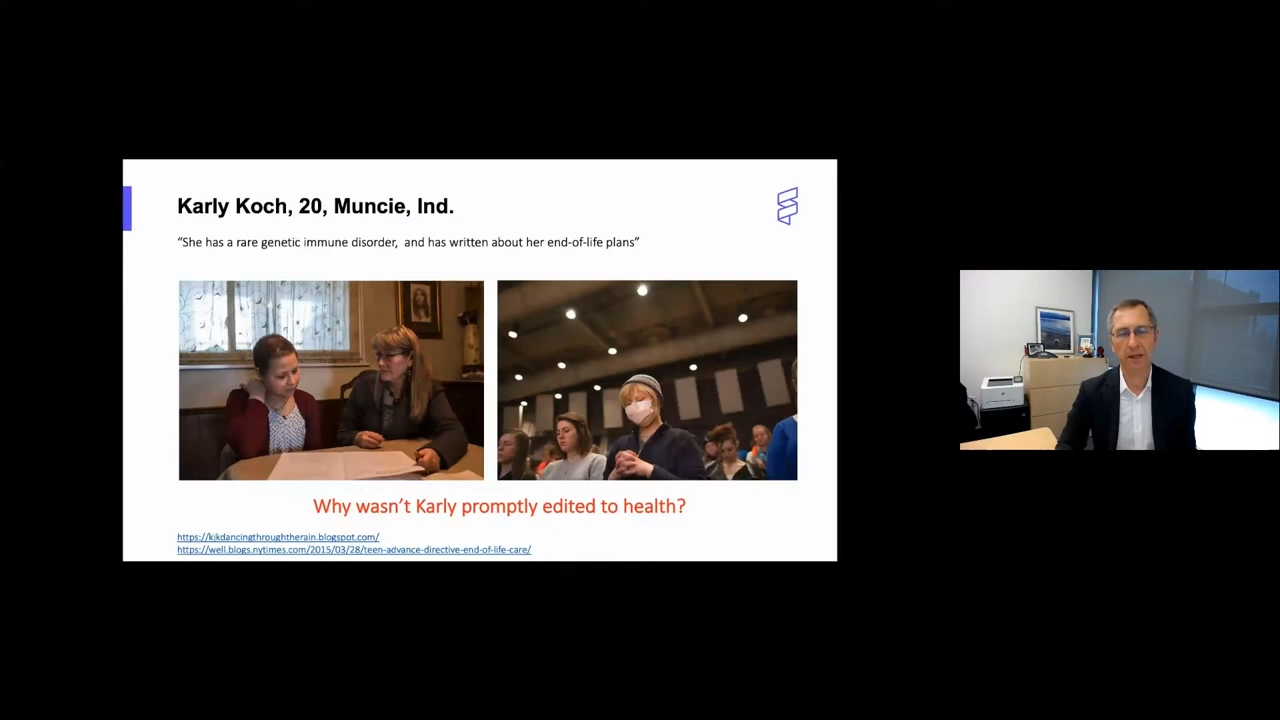 Karly Koch, 20, Muncie, Ind.
“She has a rare genetic immune disorder,  and has written about her end-of-life plans”
Why wasn’t Karly promptly edited to health?
https://kjkdancingthroughtherain.blogspot.com/
https://well.blogs.nytimes.com/2015/03/28/teen-advance-directive-end-of-life-care/